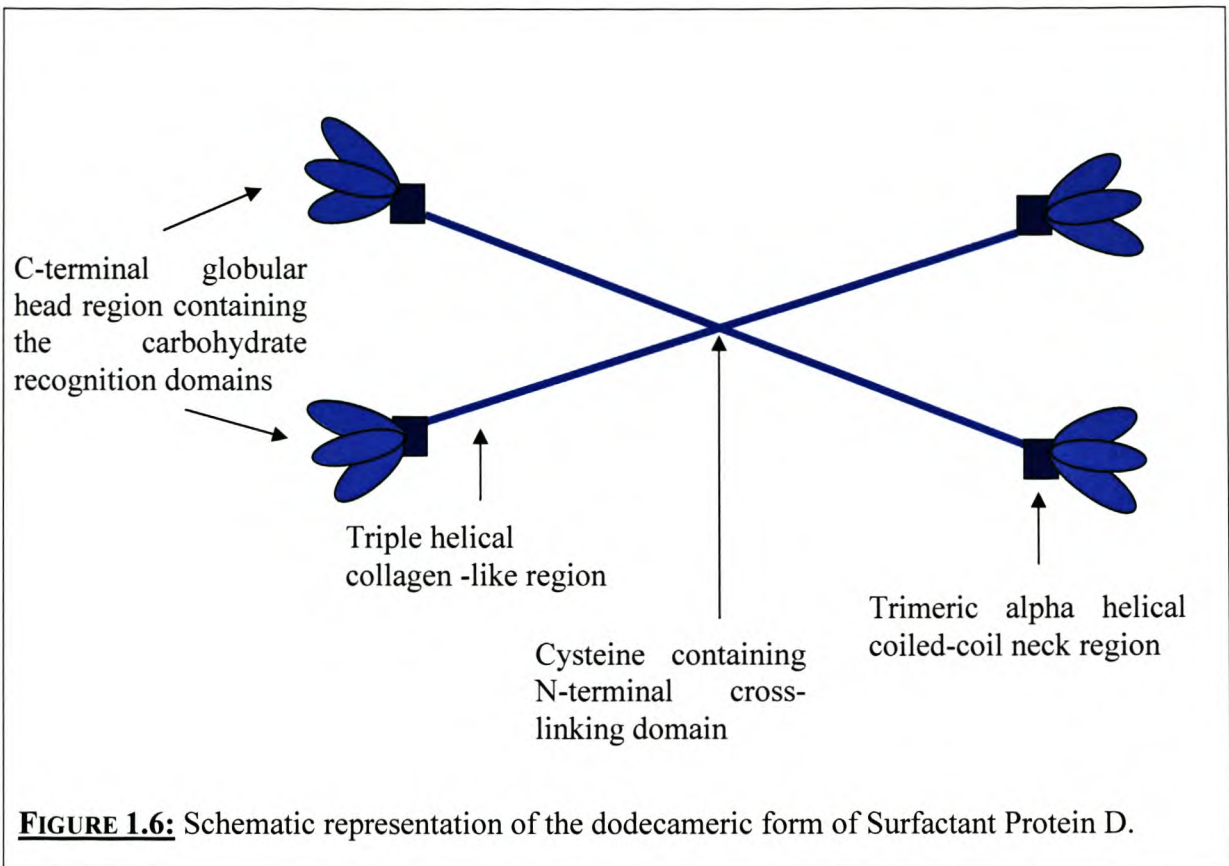 C-terminal globular
head region containing
the carbohydrate
recognition domains
Triple helical
collagen -like region
Cysteine containing
N-terminal cross-
linking domain
Trimeric alpha helical
coiled-coil neck region
FIGURE 1.6: Schematic representation of the dodecameric form of Surfactant Protein D.